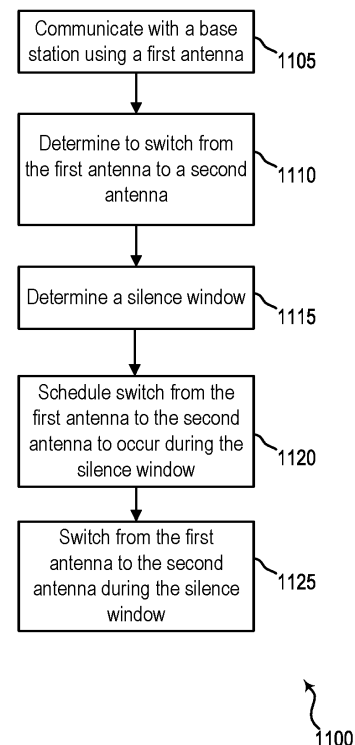 Communicate with a base
station using a first antenna
1105
Determine to switch from
the first antenna to a second
antenna
1110
Determine a silence window
1115
Schedule switch from the
first antenna to the second
antenna to occur during the
silence window
1120
Switch from the first
antenna to the second
antenna during the silence
window
1125
1100